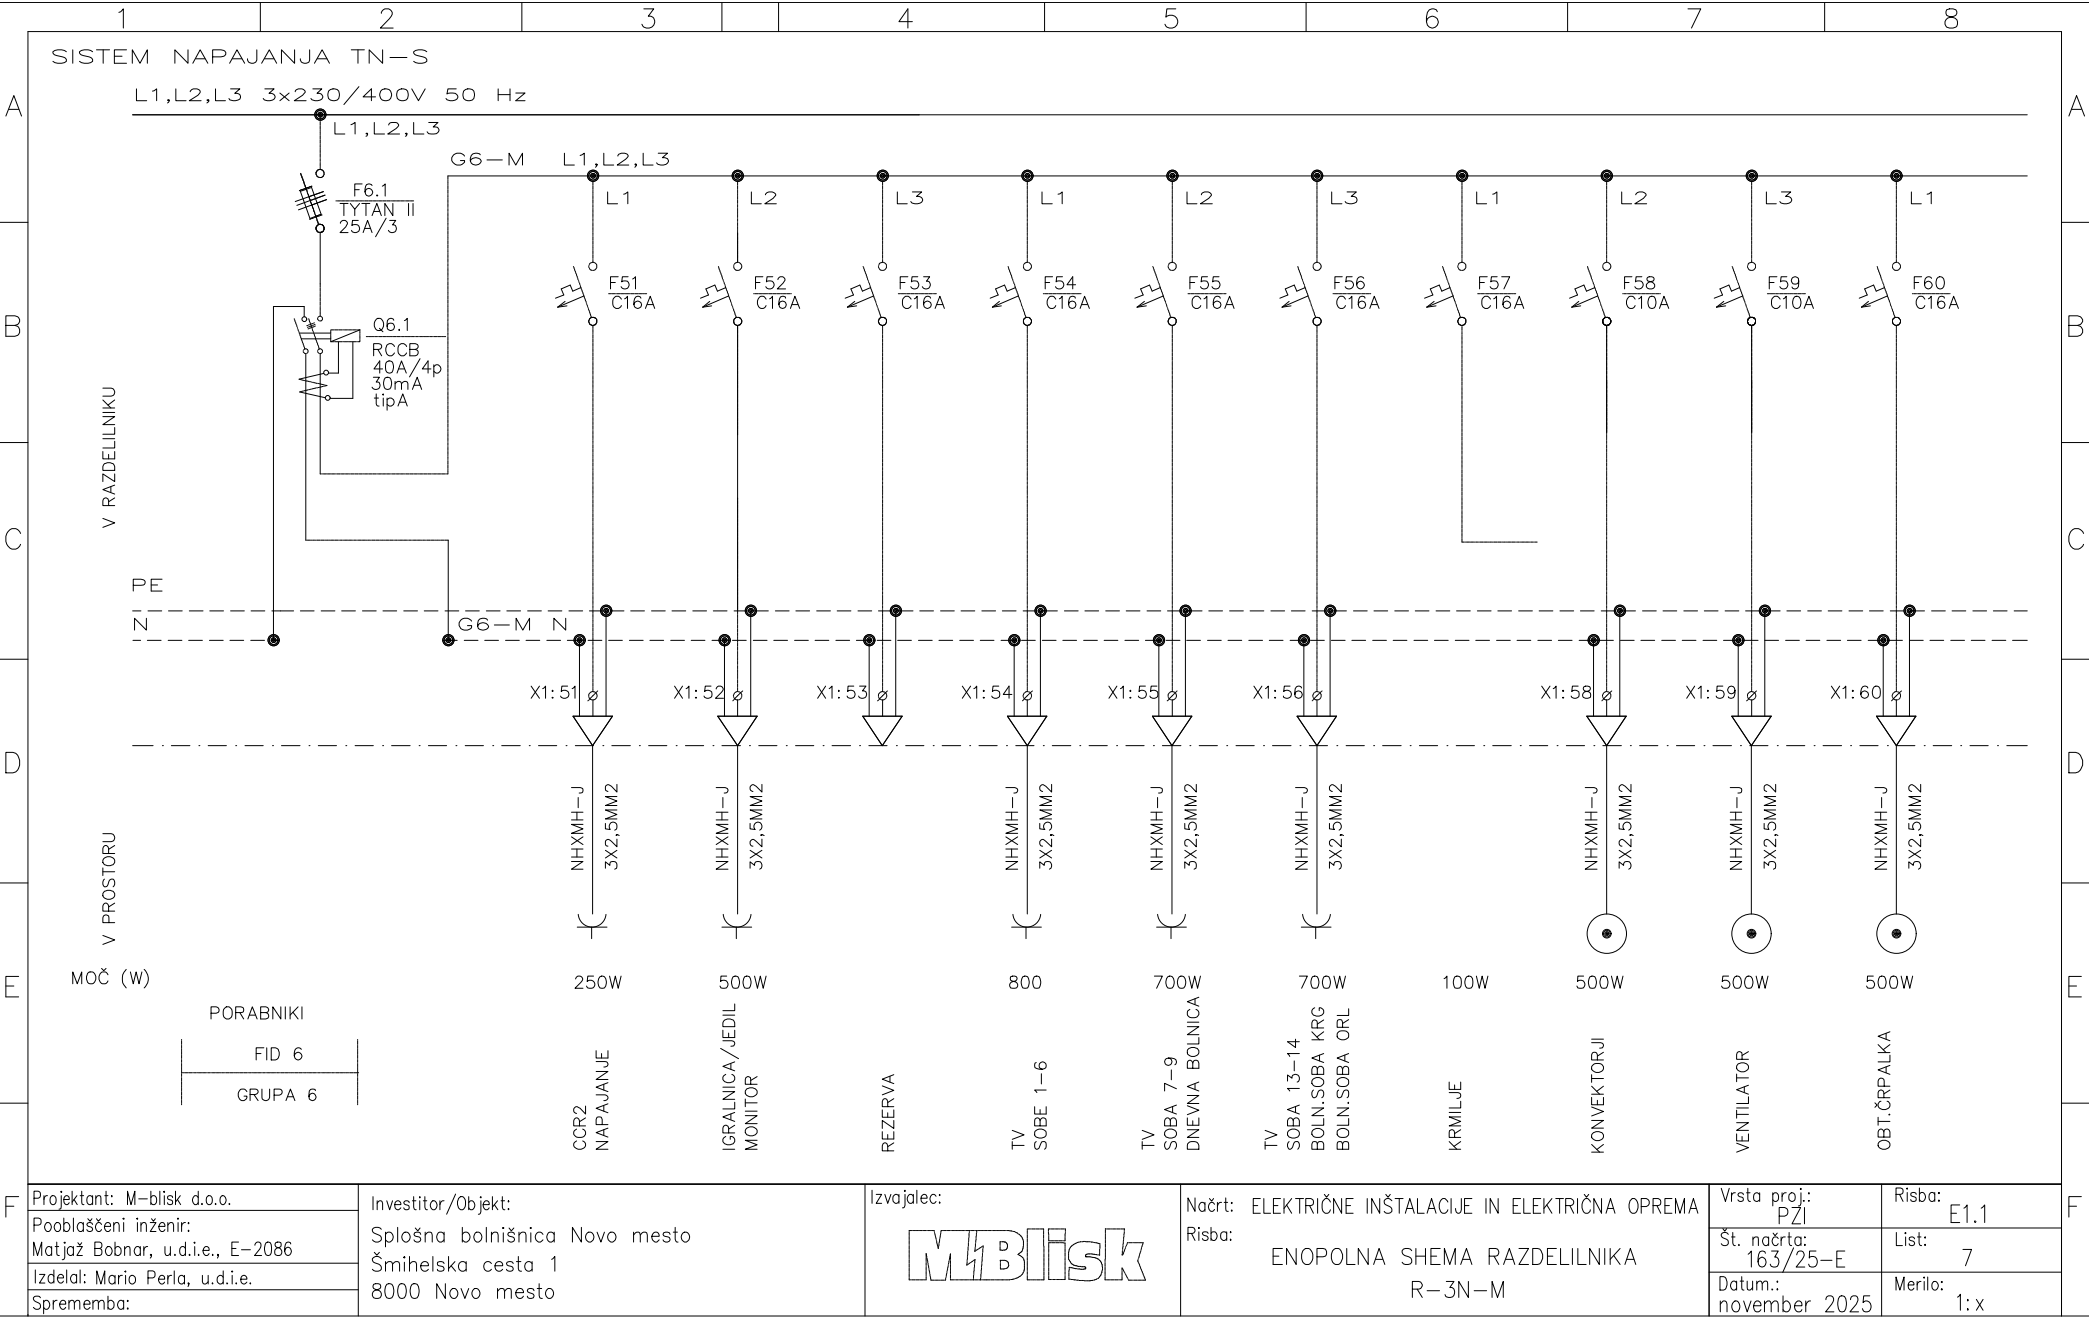 1 2 3 4 5 6 7 8
SISTEM NAPAJANJA TN-S
L1,L2,L3 3x230/400V 50 Hz
A A
L1,L2,L3
G6-M L1,L2,L3
L1 L2 L3 L1 L2 L3 L1 L2 L3 L1
F6.1
TYTAN II
25A/3
F51 F52 F53 F54 F55 F56 F57 F58 F59 F60
C16A C16A C16A C16A C16A C16A C16A C10A C10A C16A
B B
Q6.1
RCCB
40A/4p
30mA
tipA
V RAZDELILNIKU
C C
PE
N
G6-M N
X1:51 X1:52 X1:53 X1:54 X1:55 X1:56 X1:58 X1:59 X1:60
D D
NHXMH-J 3X2,5MM2
NHXMH-J 3X2,5MM2
NHXMH-J 3X2,5MM2
NHXMH-J 3X2,5MM2
NHXMH-J 3X2,5MM2
NHXMH-J 3X2,5MM2
NHXMH-J 3X2,5MM2
NHXMH-J 3X2,5MM2
V PROSTORU
E E
MOČ (W)
250W 500W 800 700W 700W 100W 500W 500W 500W
PORABNIKI
FID 6
GRUPA 6
CCR2
NAPAJANJE
IGRALNICA/JEDIL
MONITOR
REZERVA
TV
SOBE 1-6
TV
SOBA 7-9
DNEVNA BOLNICA
TV
SOBA 13-14
BOLN.SOBA KRG
BOLN.SOBA ORL
KRMILJE
KONVEKTORJI
VENTILATOR
OBT.ČRPALKA
F F
Projektant: M-blisk d.o.o.
Pooblaščeni inženir:
Matjaž Bobnar, u.d.i.e., E-2086
Izdelal: Mario Perla, u.d.i.e.
Sprememba:
Investitor/Objekt:
Splošna bolnišnica Novo mesto
Šmihelska cesta 1
8000 Novo mesto
Izvajalec:
MBlisk
Načrt: ELEKTRIČNE INŠTALACIJE IN ELEKTRIČNA OPREMA
Risba:
ENOPOLNA SHEMA RAZDELILNIKA
R-3N-M
Vrsta proj.:
PZI
Št. načrta:
163/25-E
Datum.:
november 2025
Risba:
E1.1
List:
7
Merilo:
1:x